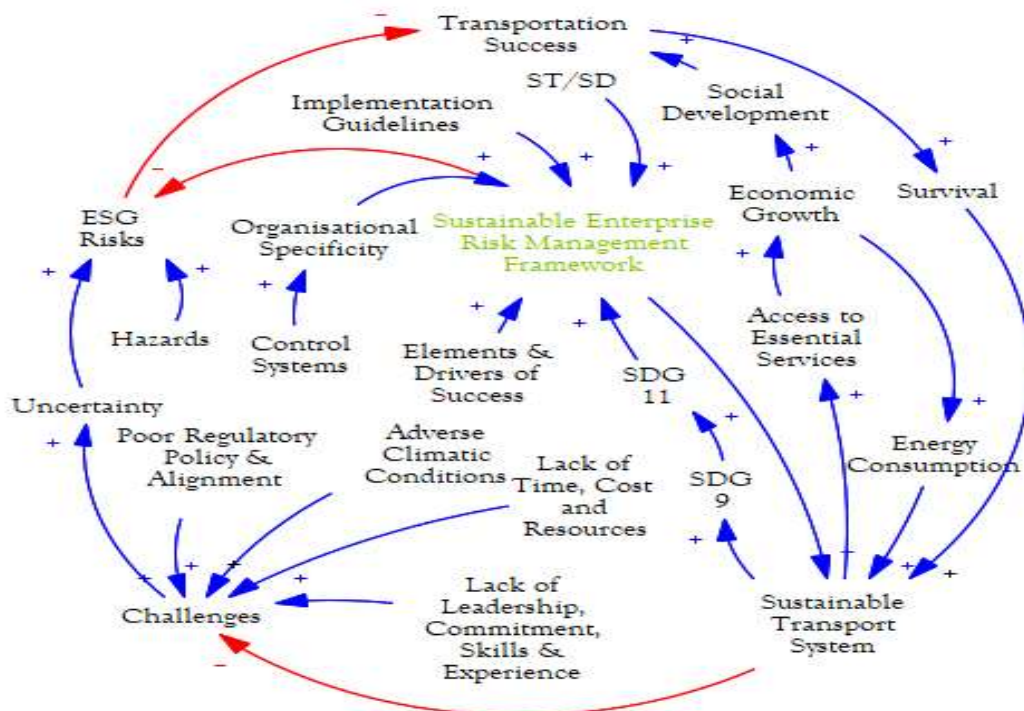 Transportation
Success
ST/SD
Social
Development
Implementation
Guidelines
ESG
Risks
Organisational
Specificity
Sustainable Enterprise
Risk Management
Framework
Economic
Growth
Survival
Hazards
Control
Systems
Elements &
Drivers of
Success
SDG
11
Access to
Essential
Services
Uncertainty
Poor Regulatory
Policy &
Alignment
Adverse
Climatic
Conditions
Lack of
Time, Cost
and
Resources
SDG
9
Energy
Consumption
Challenges
Lack of
Leadership,
Commitment,
Skills &
Experience
Sustainable
Transport
System